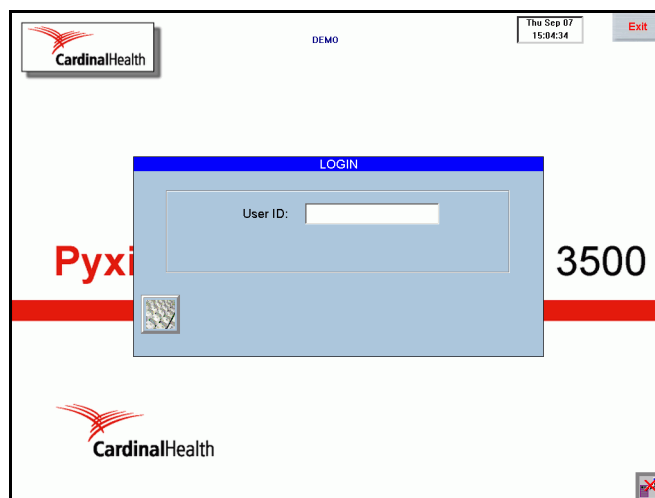 CardinalHealth
DEMO
Thu Sep 07
15:04:34
Exit
LOGIN
User ID:
Pyxi
3500
CardinalHealth